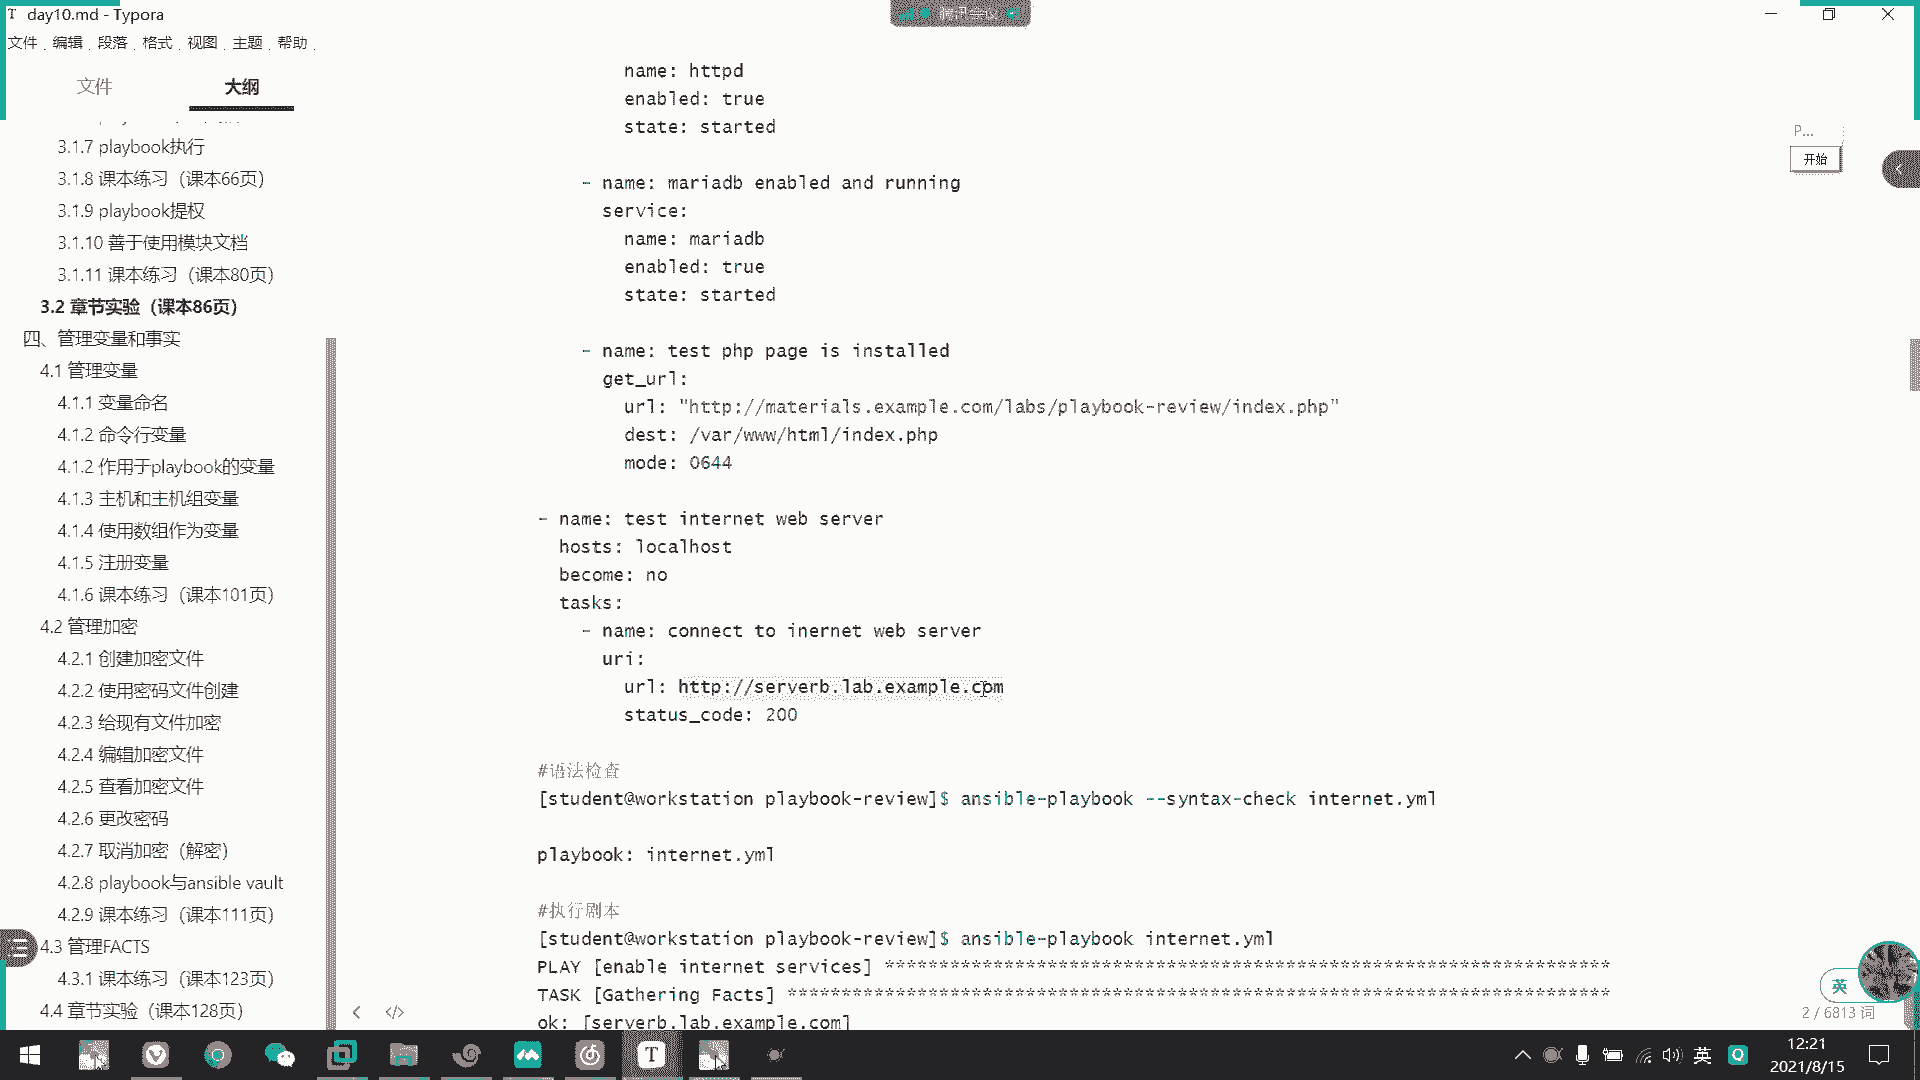 day10.md - Typora
腾讯会议
文件
编辑
段落
格式
视图
主题
帮助
文件
大纲
3.1.7 playbook执行
3.1.8 课本练习（课本66页）
3.1.9 playbook提权
3.1.10 善于使用模块文档
3.1.11 课本练习（课本80页）
3.2 章节实验（课本86页）
四、管理变量和事实
4.1 管理变量
4.1.1 变量命名
4.1.2 命令行变量
4.1.2 作用于playbook的变量
4.1.3 主机和主机组变量
4.1.4 使用数组作为变量
4.1.5 注册变量
4.1.6 课本练习（课本101页）
4.2 管理加密
4.2.1 创建加密文件
4.2.2 使用密码文件创建
4.2.3 给现有文件加密
4.2.4 编辑加密文件
4.2.5 查看加密文件
4.2.6 更改密码
4.2.7 取消加密（解密）
4.2.8 playbook与ansible vault
4.2.9 课本练习（课本111页）
4.3 管理FACTS
4.3.1 课本练习（课本123页）
4.4 章节实验（课本128页）
name: httpd
enabled: true
state: started
- name: mariadb enabled and running
service:
name: mariadb
enabled: true
state: started
- name: test php page is installed
get_url:
url: "http://materials.example.com/labs/playbook-review/index.php"
dest: /var/www/html/index.php
mode: 0644
- name: test internet web server
hosts: localhost
become: no
tasks:
- name: connect to inernet web server
uri:
url: http://serverb.lab.example.com
status_code: 200
#语法检查
[student@workstation playbook-review]$ ansible-playbook --syntax-check internet.yml
playbook: internet.yml
#执行剧本
[student@workstation playbook-review]$ ansible-playbook internet.yml
PLAY [enable internet services] *******************************************************************
TASK [Gathering Facts] ****************************************************************************
ok: [serverb.lab.example.com]
P...
开始
英
2 / 6813 词
英
12:21
2021/8/15